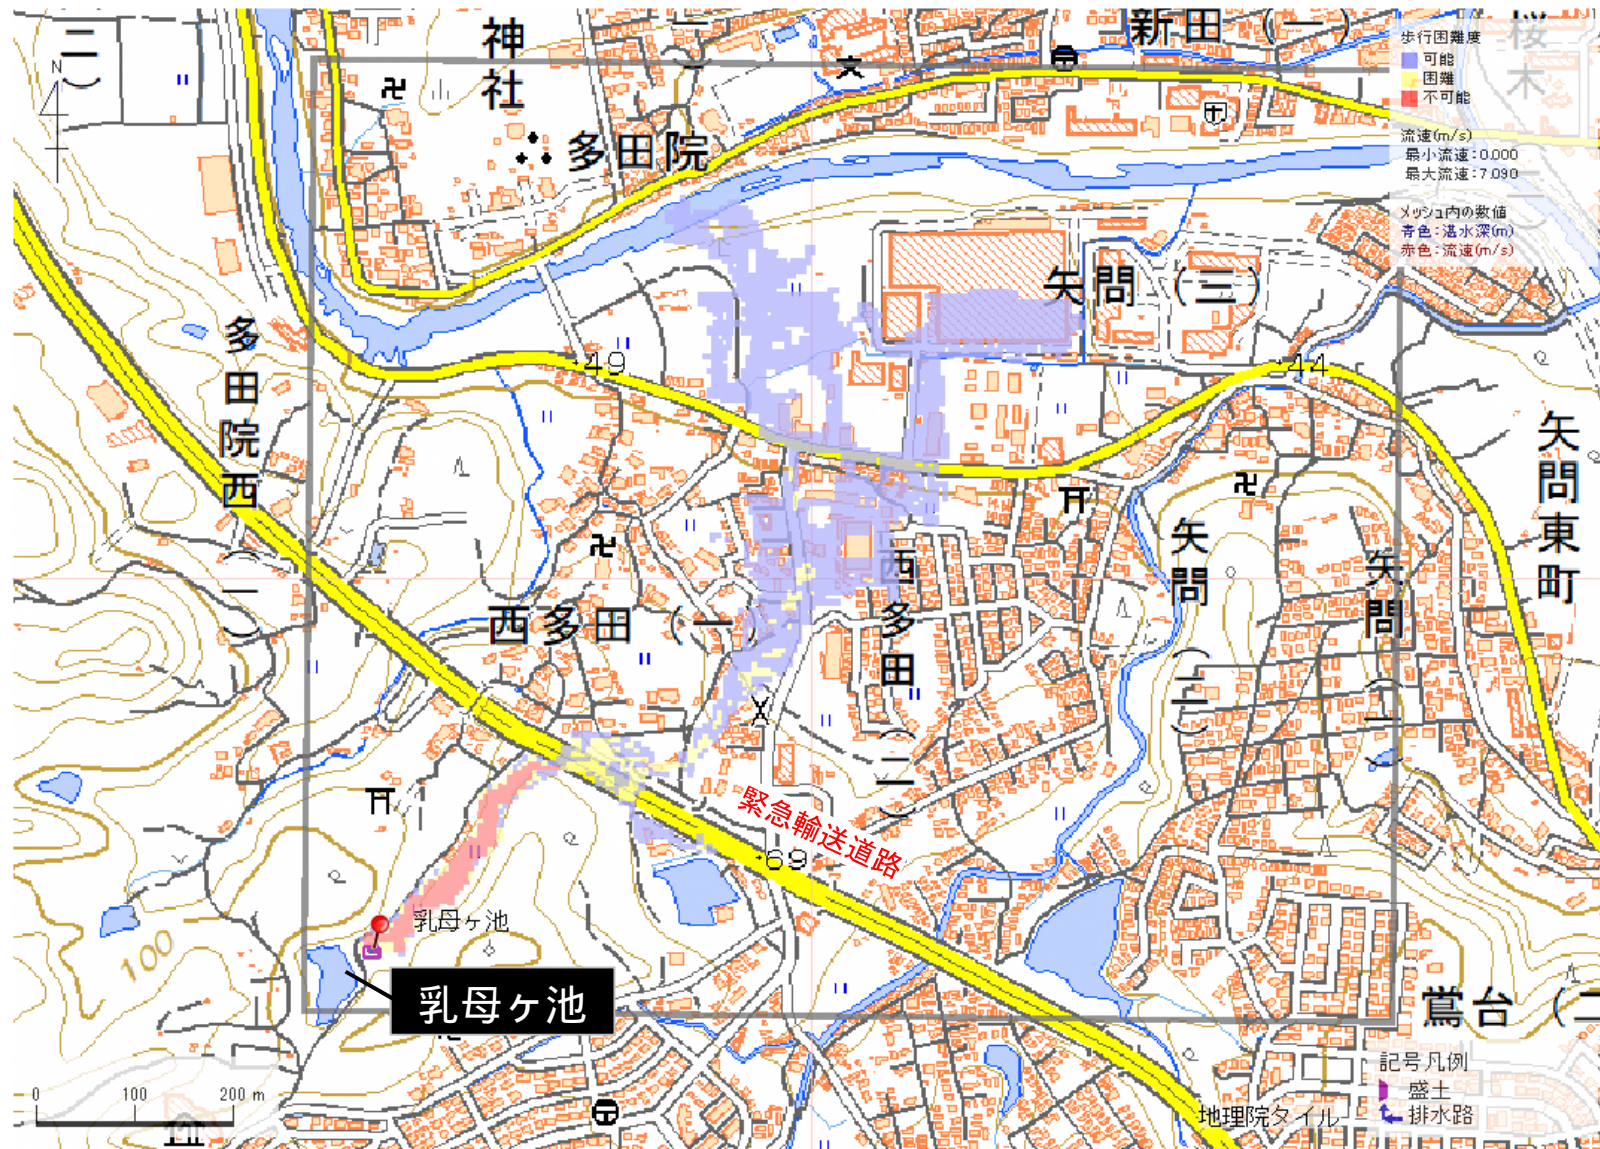 二
(
)
神
社
新田(一)
桜
木
歩行困難度
可能
困難
不可能
流速(m/s)
最小流速:0.000
最大流速:7.090
メッシュ内の数値
青色:湛水深(m)
赤色:流速(m/s)
N
多田院
矢問(三)
多
田
院
西
(
一
)
49
44
矢
問
東
町
矢
問
(
二
)
矢
問
(
一
)
西多田(一)
西
多
田
(
二
)
緊急輸送道路
69
乳母ヶ池
乳母ヶ池
100
鴬台(二
0 100 200 m
地理院タイル
記号凡例
盛土
排水路